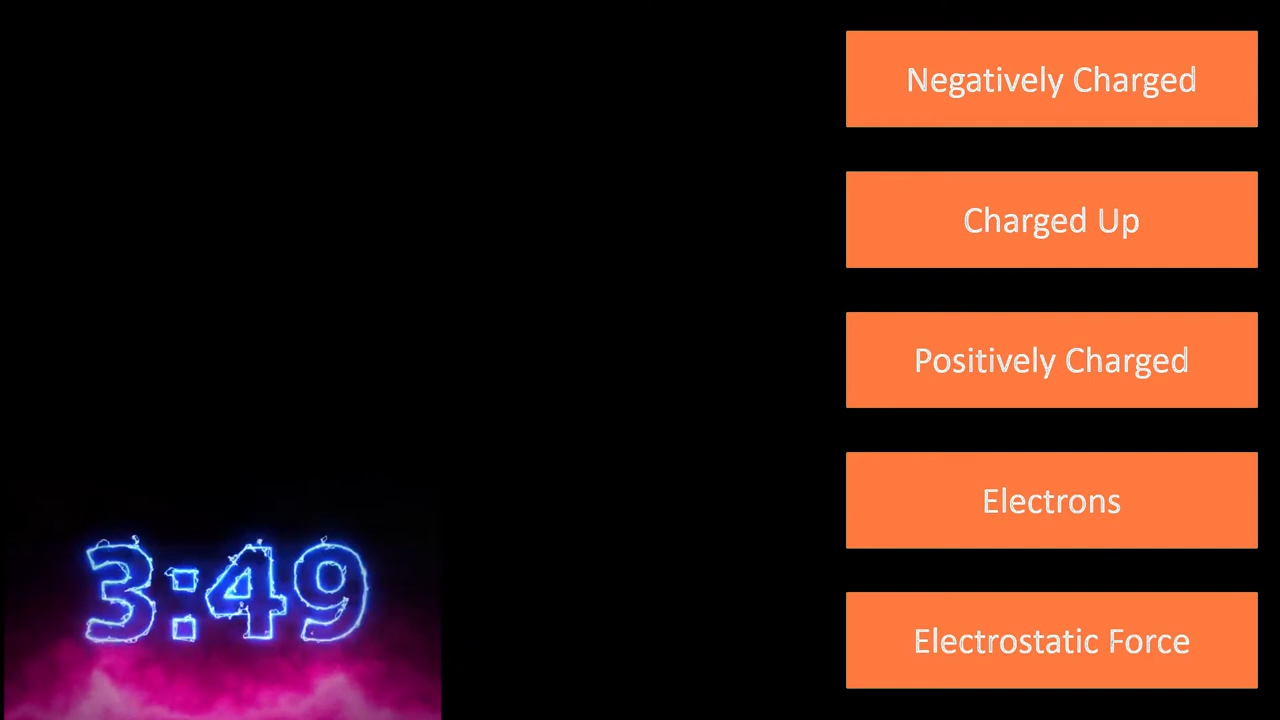 Negatively Charged
Charged Up
Positively Charged
Electrons
Electrostatic Force
3:49